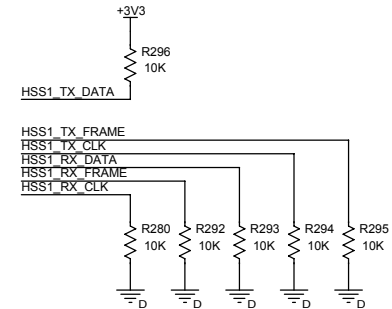 +3V3
R296
10K
HSS1_TX_DATA
HSS1_TX_FRAME
HSS1_TX_CLK
HSS1_RX_DATA
HSS1_RX_FRAME
HSS1_RX_CLK
R280 R292 R293 R294 R295
10K 10K 10K 10K 10K
D D D D D